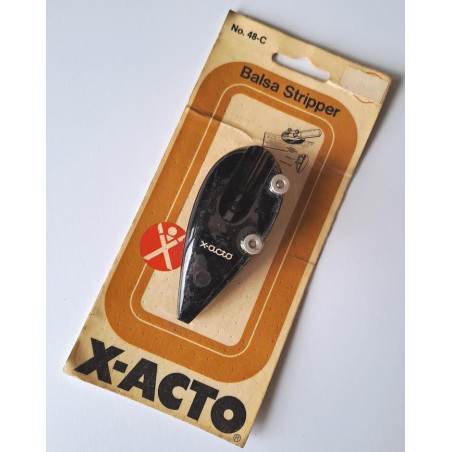 No. 48-C
Balsa Stripper
x-acto
X-ACTO®